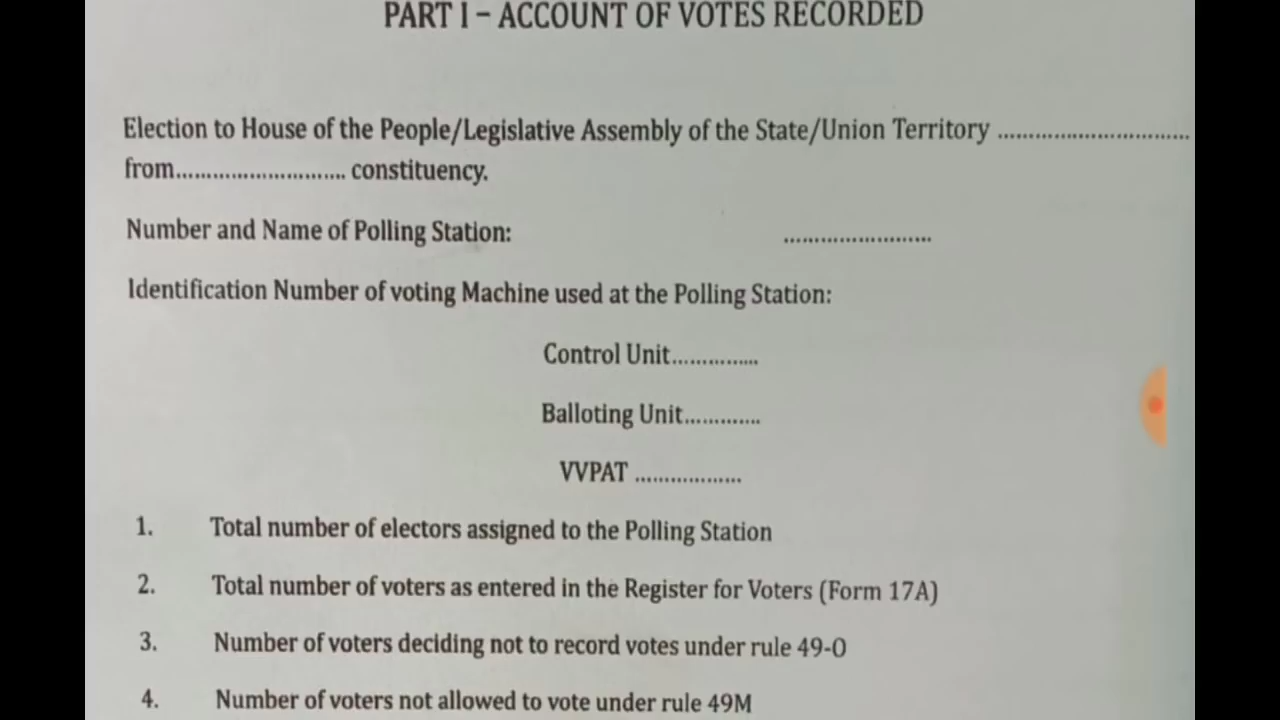 PART I – ACCOUNT OF VOTES RECORDED
Election to House of the People/Legislative Assembly of the State/Union Territory ...............................
from............................ constituency.
Number and Name of Polling Station: ........................
Identification Number of voting Machine used at the Polling Station:
Control Unit..............
Balloting Unit.............
VVPAT ..................
1. Total number of electors assigned to the Polling Station
2. Total number of voters as entered in the Register for Voters (Form 17A)
3. Number of voters deciding not to record votes under rule 49-O
4. Number of voters not allowed to vote under rule 49M